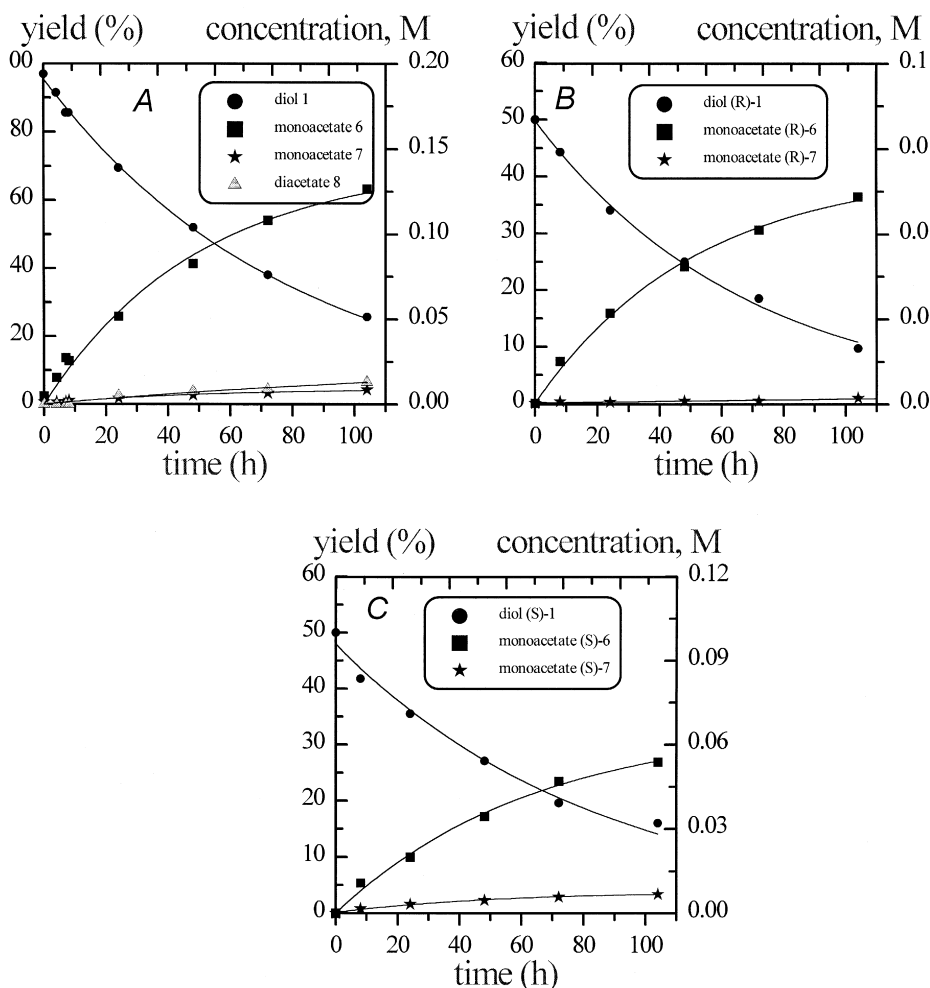 yield (%) concentration, M
A
diol 1
monoacetate 6
monoacetate 7
diacetate 8
00
80
60
40
20
0
0.20
0.15
0.10
0.05
0.00
0 20 40 60 80 100
time (h)
yield (%) concentration, M
B
diol (R)-1
monoacetate (R)-6
monoacetate (R)-7
60
50
40
30
20
10
0
0.1
0.0
0.0
0.0
0.0
0 20 40 60 80 100
time (h)
yield (%) concentration, M
C
diol (S)-1
monoacetate (S)-6
monoacetate (S)-7
60
50
40
30
20
10
0
0.12
0.09
0.06
0.03
0.00
0 20 40 60 80 100
time (h)